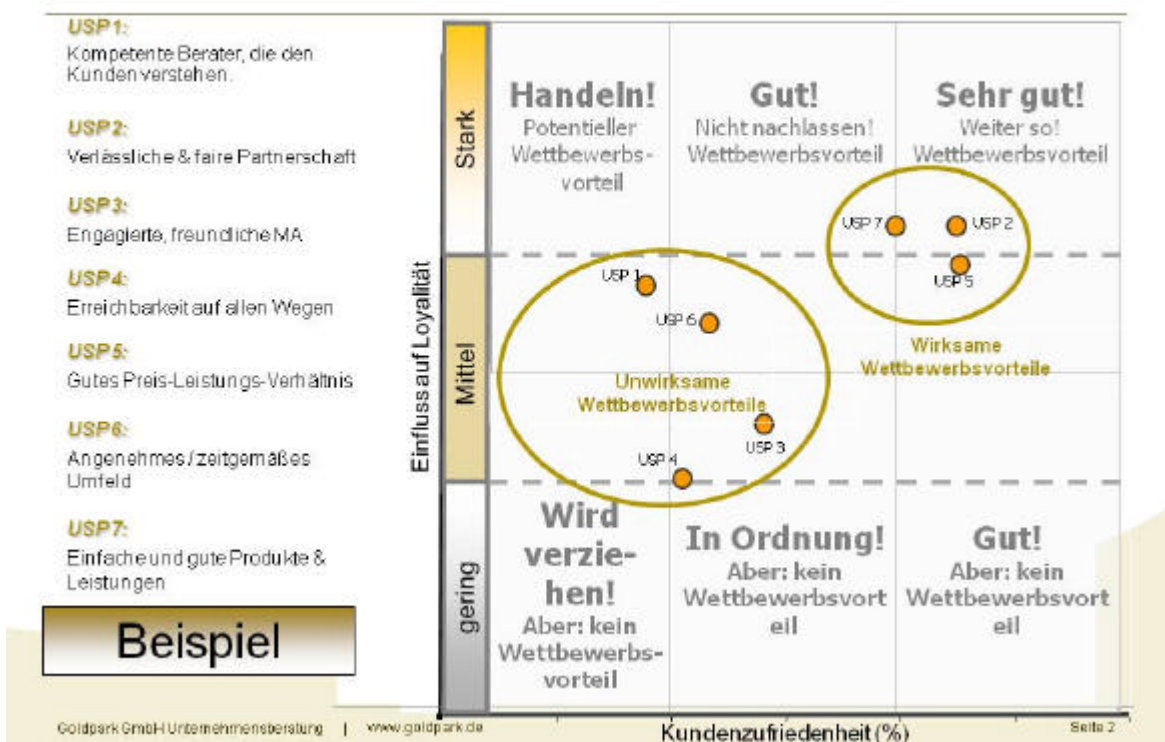 USP1:
Kompetente Berater, die den
Kunden verstehen.
USP2:
Verlässliche & faire Partnerschaft
USP3:
Engagierte, freundliche MA
USP4:
Erreichbarkeit auf allen Wegen
USP5:
Gutes Preis-Leistungs-Verhältnis
USP6:
Angenehmes / zeitgemäßes
Umfeld
USP7:
Einfache und gute Produkte &
Leistungen
Beispiel
Einfluss auf Loyalität
Stark
Mittel
gering
Handeln!
Potentieller
Wettbewerbs-
vorteil
Gut!
Nicht nachlassen!
Wettbewerbsvorteil
Sehr gut!
Weiter so!
Wettbewerbsvorteil
USP 7
USP 2
USP 5
USP 1
USP 6
Wirksame
Wettbewerbsvorteile
Unwirksame
Wettbewerbsvorteile
USP 3
USP 4
Wird
verzie-
hen!
Aber: kein
Wettbewerbs-
vorteil
In Ordnung!
Aber: kein
Wettbewerbsvort
eil
Gut!
Aber: kein
Wettbewerbsvort
eil
Kundenzufriedenheit (%)
Goldpark GmbH Unternehmensberatung | www.goldpark.de
Seite 2